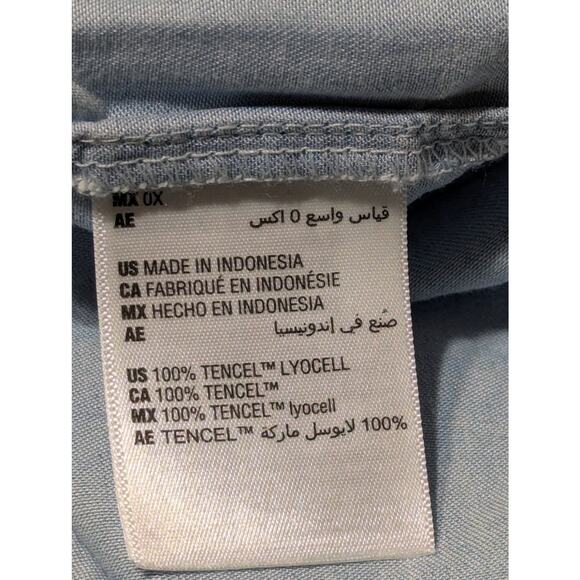 MX 0X
AE قياس واسع 0 اكس
US MADE IN INDONESIA
CA FABRIQUÉ EN INDONÉSIE
MX HECHO EN INDONESIA
AE صُنع في إندونيسيا
US 100% TENCEL™ LYOCELL
CA 100% TENCEL™
MX 100% TENCEL™ lyocell
AE TENCEL™ لايوسل ماركة 100%